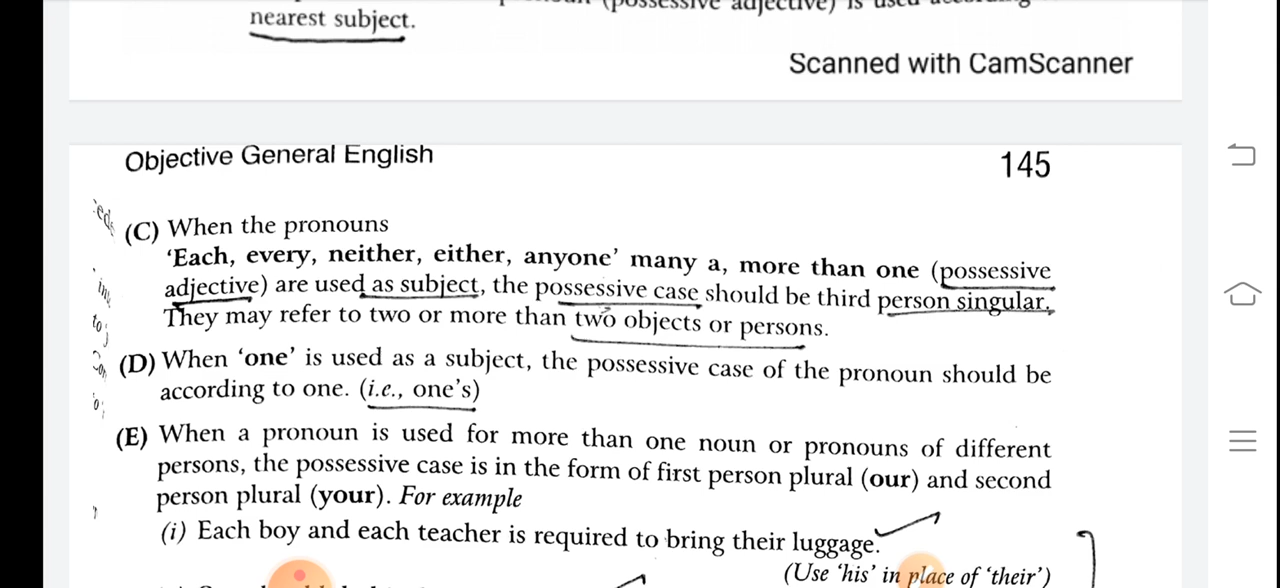 (possessive adjective) is used
nearest subject.
Scanned with CamScanner
Objective General English
145
(C) When the pronouns
‘Each, every, neither, either, anyone’ many a, more than one (possessive
adjective) are used as subject, the possessive case should be third person singular.
They may refer to two or more than two objects or persons.
(D) When ‘one’ is used as a subject, the possessive case of the pronoun should be
according to one. (i.e., one’s)
(E) When a pronoun is used for more than one noun or pronouns of different
persons, the possessive case is in the form of first person plural (our) and second
person plural (your). For example
(i) Each boy and each teacher is required to bring their luggage.
(Use ‘his’ in place of ‘their’)